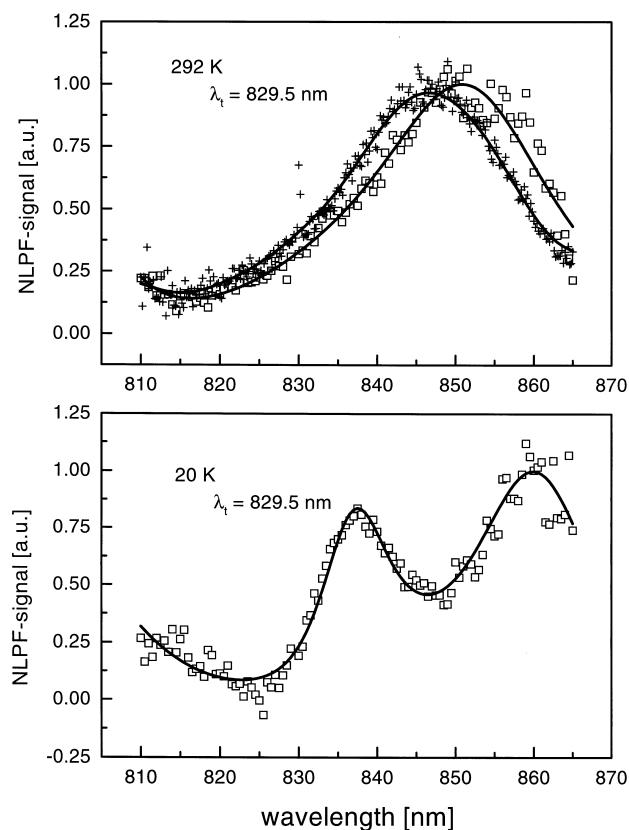 1.25
1.00
0.75
0.50
0.25
0.00
NLPF-signal [a.u.]
292 K
λt = 829.5 nm
810 820 830 840 850 860 870
1.25
1.00
0.75
0.50
0.25
0.00
-0.25
NLPF-signal [a.u.]
20 K
λt = 829.5 nm
810 820 830 840 850 860 870
wavelength [nm]